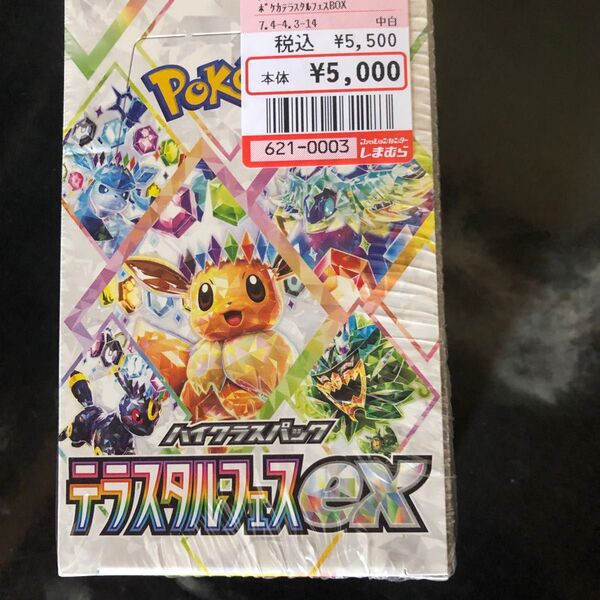 ポケカテラスタルフェスBOX
7.4-4.3-14 中白
税込 ¥5,500
本体 ¥5,000
621-0003 ファッションセンター
しまむら
ハイクラスパック
テラスタルフェスex